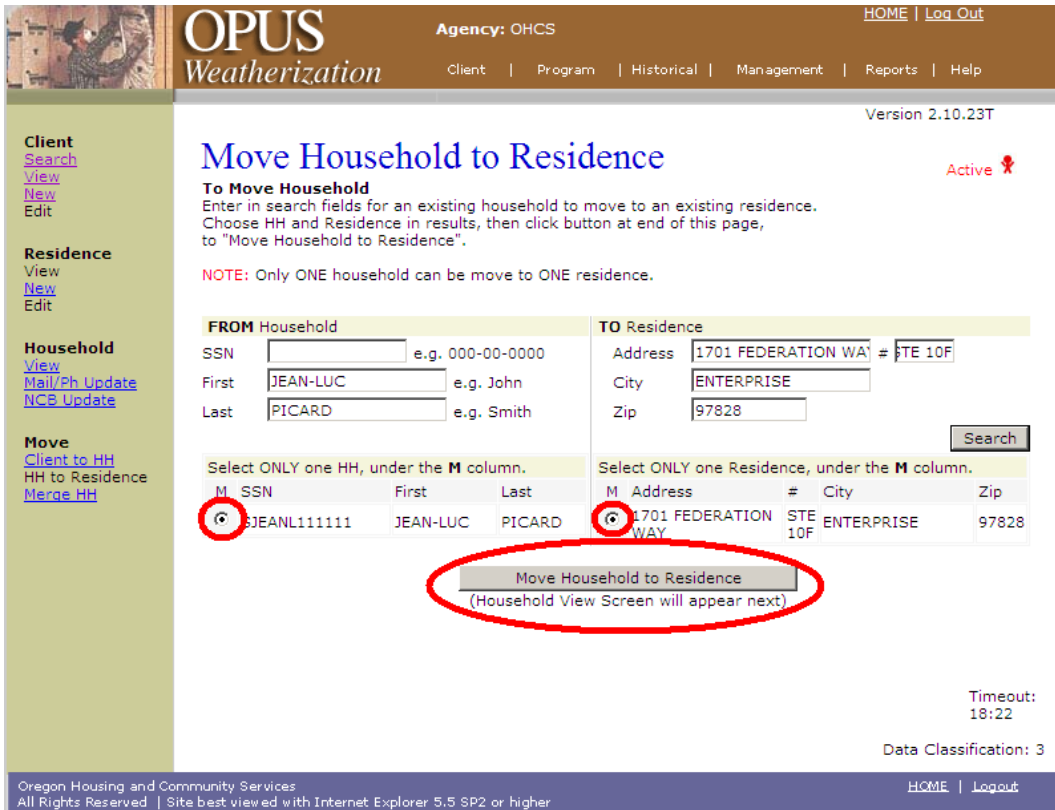 OPUS
Weatherization
Agency: OHCS
HOME | Log Out
Client | Program | Historical | Management | Reports | Help
Version 2.10.23T
Client
Search
View
New
Edit
Residence
View
New
Edit
Household
View
Mail/Ph Update
NCB Update
Move
Client to HH
HH to Residence
Merge HH
Move Household to Residence
Active
To Move Household
Enter in search fields for an existing household to move to an existing residence.
Choose HH and Residence in results, then click button at end of this page,
to "Move Household to Residence".
NOTE: Only ONE household can be move to ONE residence.
FROM Household
SSN e.g. 000-00-0000
First JEAN-LUC e.g. John
Last PICARD e.g. Smith
TO Residence
Address 1701 FEDERATION WAY # STE 10F
City ENTERPRISE
Zip 97828
Search
Select ONLY one HH, under the M column.
M SSN First Last
SJEANL111111 JEAN-LUC PICARD
Select ONLY one Residence, under the M column.
M Address # City Zip
1701 FEDERATION STE ENTERPRISE 97828
WAY 10F
Move Household to Residence
(Household View Screen will appear next)
Timeout:
18:22
Data Classification: 3
Oregon Housing and Community Services
All Rights Reserved | Site best viewed with Internet Explorer 5.5 SP2 or higher
HOME | Logout